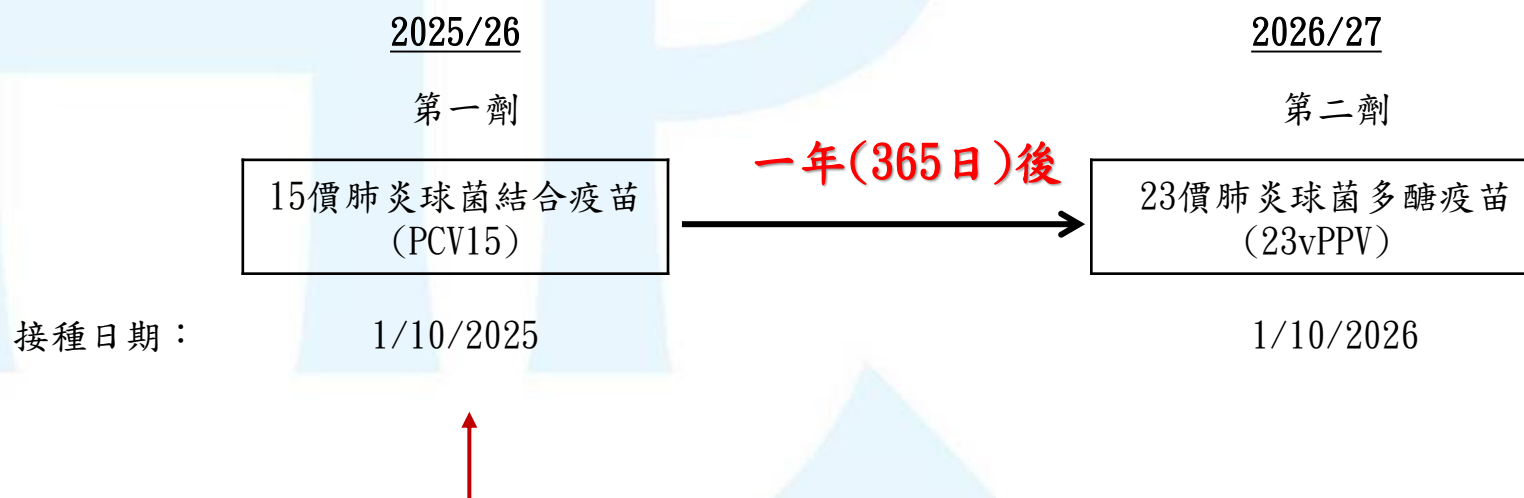 2025/26
2026/27
第一劑
第二劑
一年(365日)後
15價肺炎球菌結合疫苗
(PCV15)
23價肺炎球菌多醣疫苗
(23vPPV)
接種日期：
1/10/2025
1/10/2026